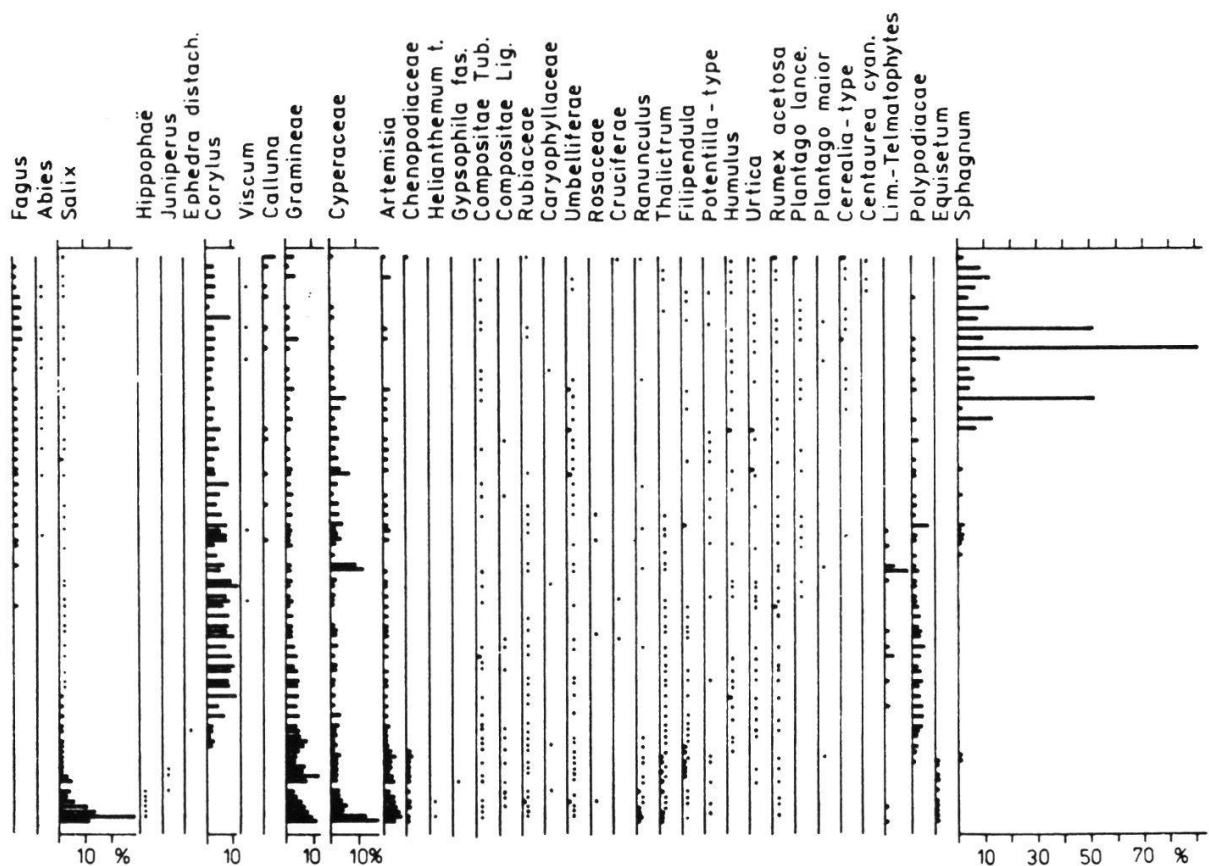 Fagus
Abies
Salix
Hippophaë
Juniperus
Ephedra distach.
Corylus
Viscum
Calluna
Gramineae
Cyperaceae
Artemisia
Chenopodiaceae
Helianthemum t.
Gypsophila fas.
Compositae Tub.
Compositae Lig.
Rubiaceae
Caryophyllaceae
Umbelliferae
Rosaceae
Cruciferae
Ranunculus
Thalictrum
Filipendula
Potentilla-type
Humulus
Urtica
Rumex acetosa
Plantago lance.
Plantago maior
Cerealia-type
Centaurea cyan.
Lim.-Telmatophytes
Polypodiacae
Equisetum
Sphagnum
10 % 10 10 10% 10 30 50 70 %